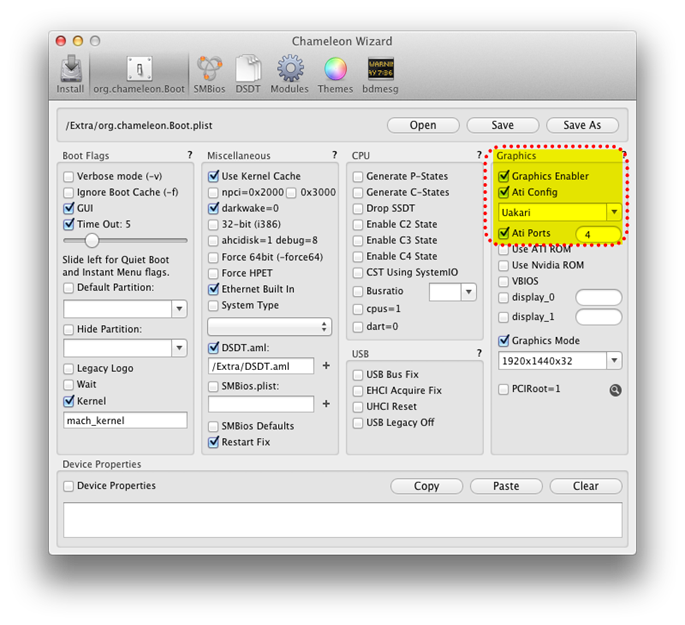 Chameleon Wizard
Install
org.chameleon.Boot
SMBios
DSDT
Modules
Themes
bdmesg
/Extra/org.chameleon.Boot.plist
Open
Save
Save As
Boot Flags ?
Verbose mode (-v)
Ignore Boot Cache (-f)
GUI
Time Out: 5
Slide left for Quiet Boot
and Instant Menu flags.
Default Partition:
Hide Partition:
Legacy Logo
Wait
Kernel
mach_kernel
Miscellaneous ?
Use Kernel Cache
npci=0x2000 0x3000
darkwake=0
32-bit (i386)
ahcidisk=1 debug=8
Force 64bit (-force64)
Force HPET
Ethernet Built In
System Type
DSDT.aml:
/Extra/DSDT.aml +
SMBios.plist:
+
SMBios Defaults
Restart Fix
CPU ?
Generate P-States
Generate C-States
Drop SSDT
Enable C2 State
Enable C3 State
Enable C4 State
CST Using SystemIO
Busratio
cpus=1
dart=0
USB ?
USB Bus Fix
EHCI Acquire Fix
UHCI Reset
USB Legacy Off
Graphics ?
Graphics Enabler
Ati Config
Uakari
Ati Ports 4
Use ATI ROM
Use Nvidia ROM
VBIOS
display_0
display_1
Graphics Mode
1920x1440x32
PCIRoot=1
Device Properties
Device Properties
Copy
Paste
Clear